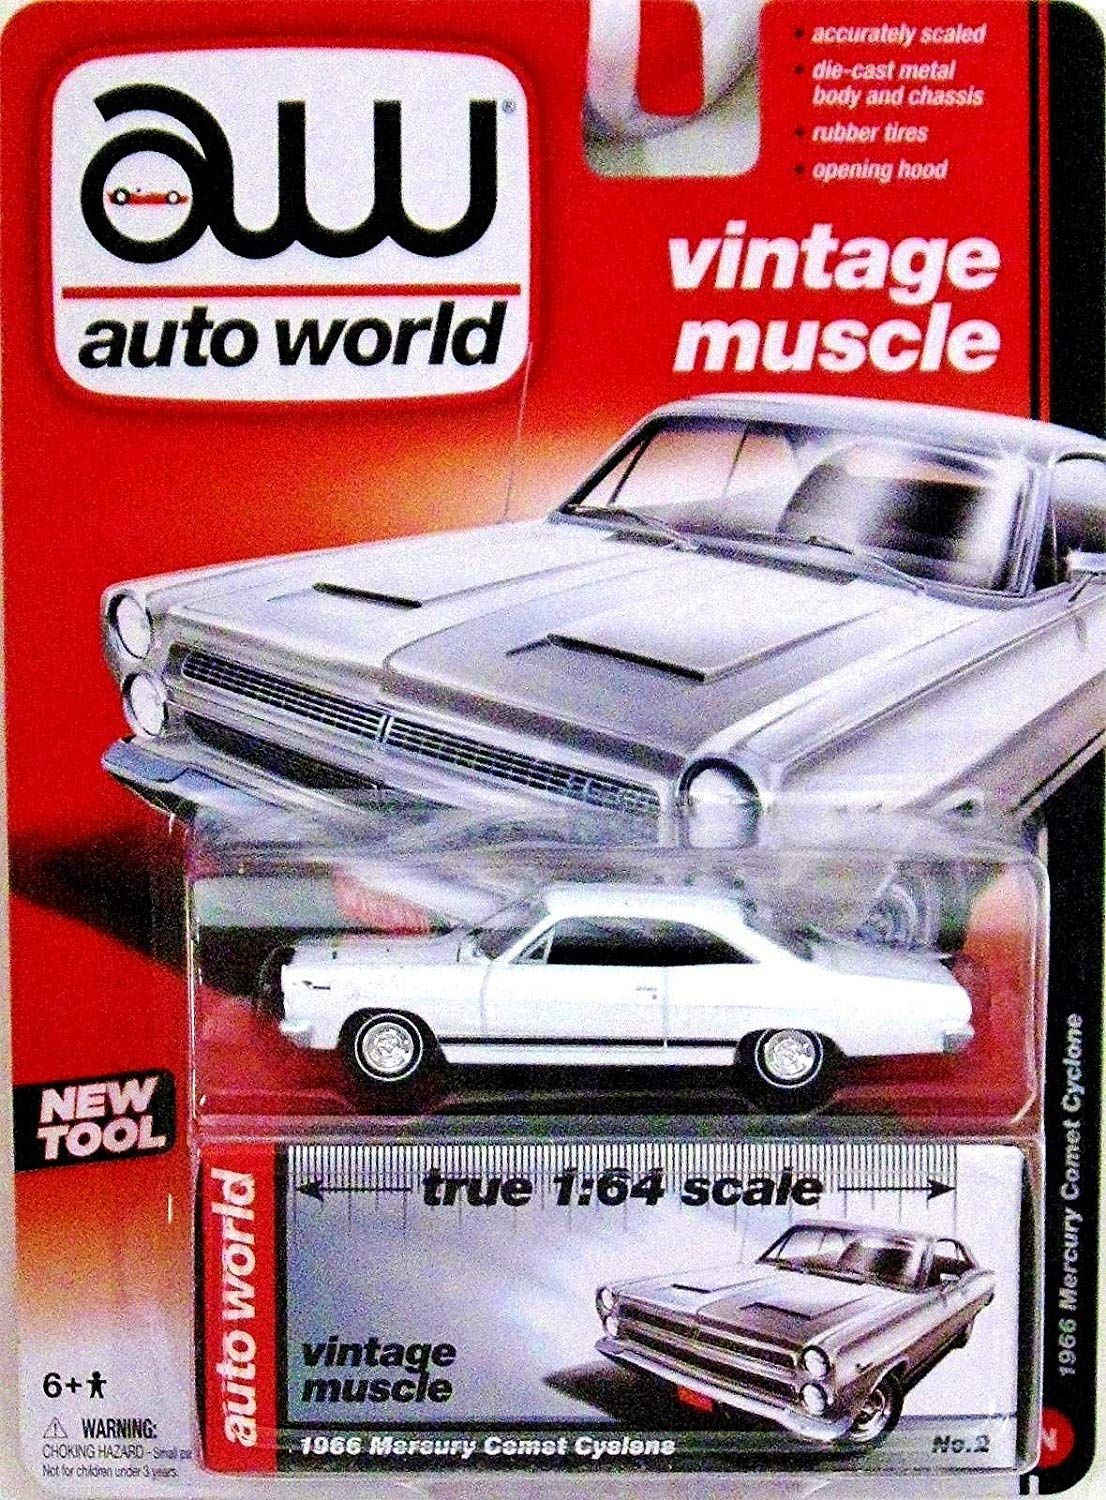 • accurately scaled
• die-cast metal
body and chassis
• rubber tires
• opening hood
aw®
auto world
vintage
muscle
NEW
TOOL
1966 Mercury Comet Cyclone
true 1:64 scale
auto world
vintage
muscle
1966 Mercury Comet Cyclone
No.2
6+
WARNING:
CHOKING HAZARD - Small
Not for children under 3 years.